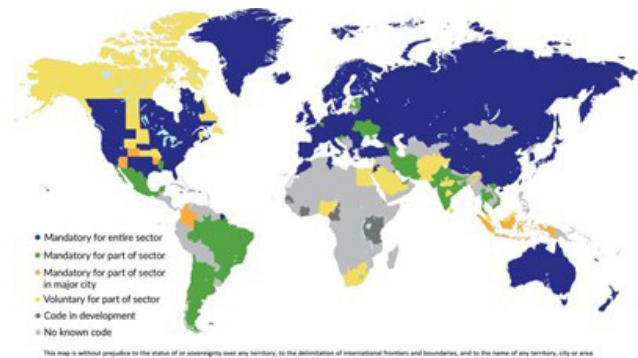 Mandatory for entire sector
Mandatory for part of sector
Mandatory for part of sector
in major city
Voluntary for part of sector
Code in development
No known code
This map is without prejudice to the status of or sovereignty over any territory, to the delimitation of international frontiers and boundaries, and to the name of any territory, city or area.